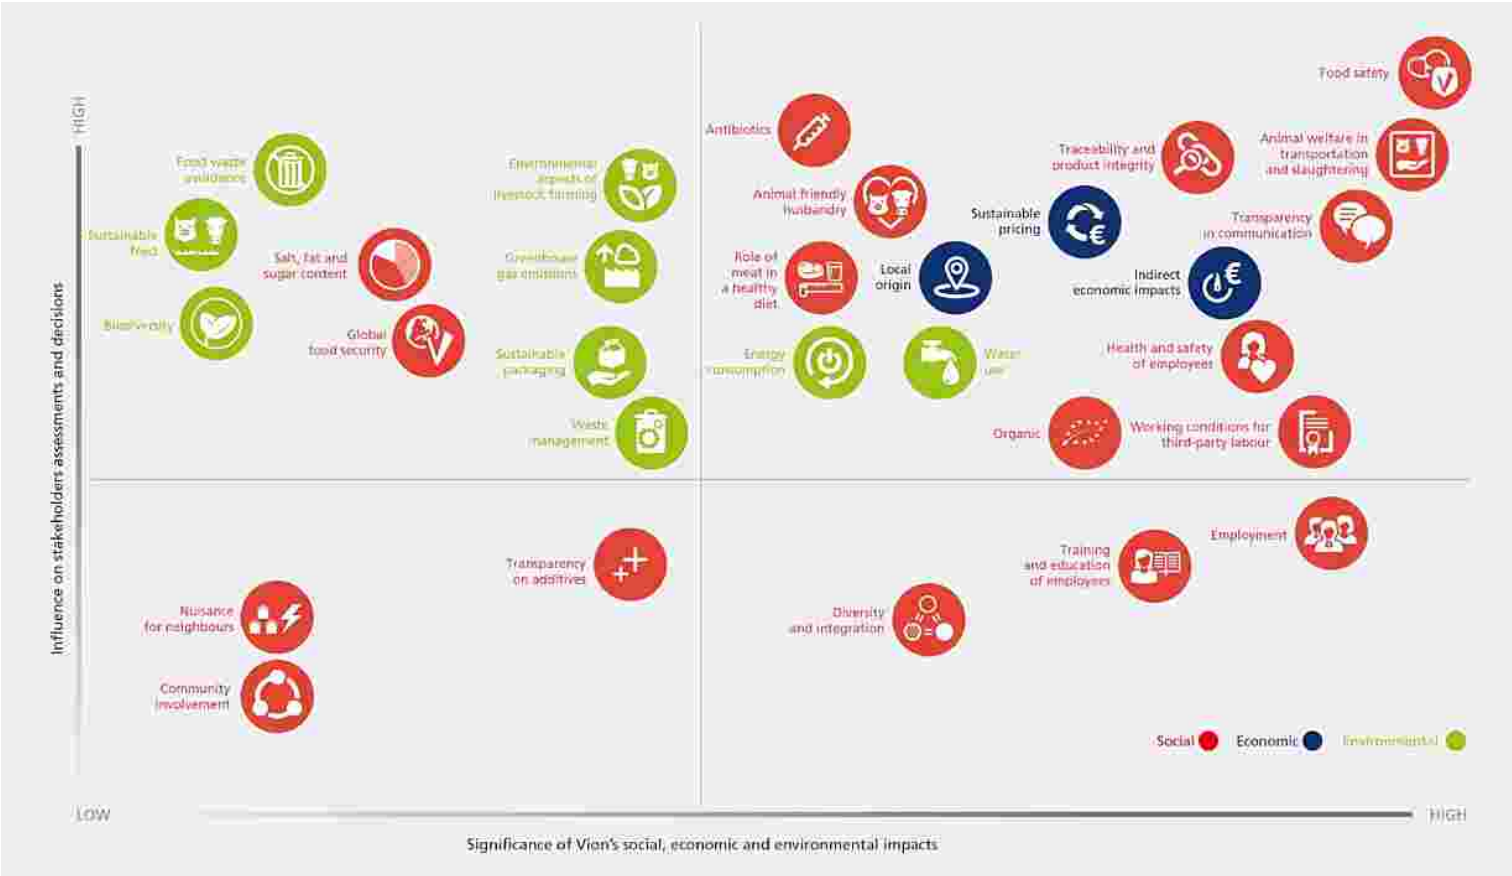 HIGH
Influence on stakeholders assessments and decisions
Food safety
Antibiotics
Traceability and
product integrity
Animal welfare in
transportation
and slaughtering
Food waste
avoidance
Environmental
aspects of
livestock farming
Animal friendly
husbandry
Sustainable
pricing
Transparency
in communication
Sustainable
feed
Salt, fat and
sugar content
Greenhouse
gas emissions
Role of
meat in
a healthy
diet
Local
origin
Indirect
economic impacts
Biodiversity
Global
food security
Sustainable
packaging
Energy
consumption
Water
use
Health and safety
of employees
Waste
management
Organic
Working conditions for
third-party labour
Transparency
on additives
Training
and education
of employees
Employment
Nuisance
for neighbours
Diversity
and integration
Community
involvement
Social
Economic
Environmental
LOW
HIGH
Significance of Vion's social, economic and environmental impacts